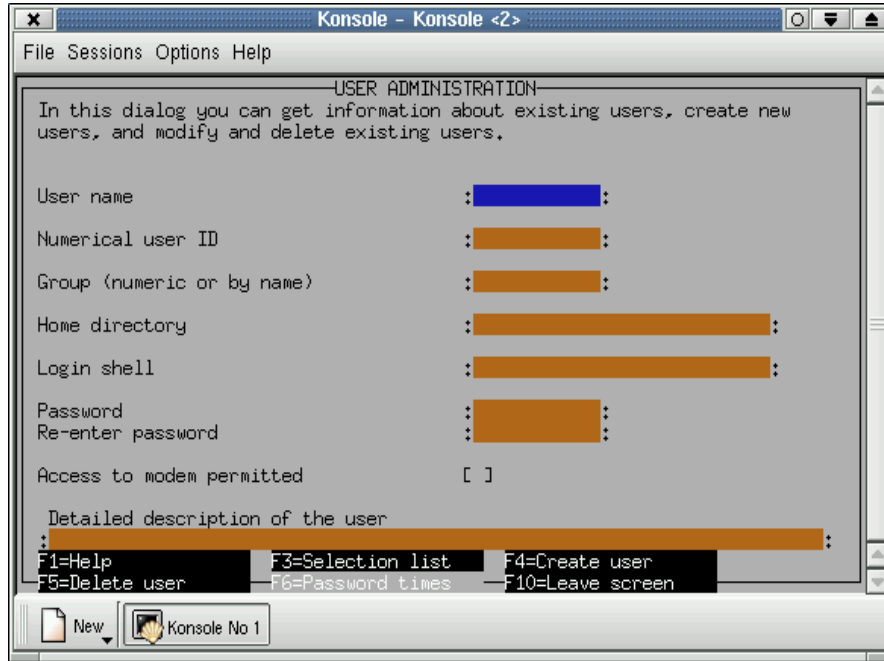 Konsole - Konsole <2>
File Sessions Options Help
USER ADMINISTRATION
In this dialog you can get information about existing users, create new
users, and modify and delete existing users.
User name : :
Numerical user ID : :
Group (numeric or by name) : :
Home directory : :
Login shell : :
Password : :
Re-enter password : :
Access to modem permitted [ ]
Detailed description of the user
: :
F1=Help F3=Selection list F4=Create user
F5=Delete user F6=Password times F10=Leave screen
New Konsole No 1